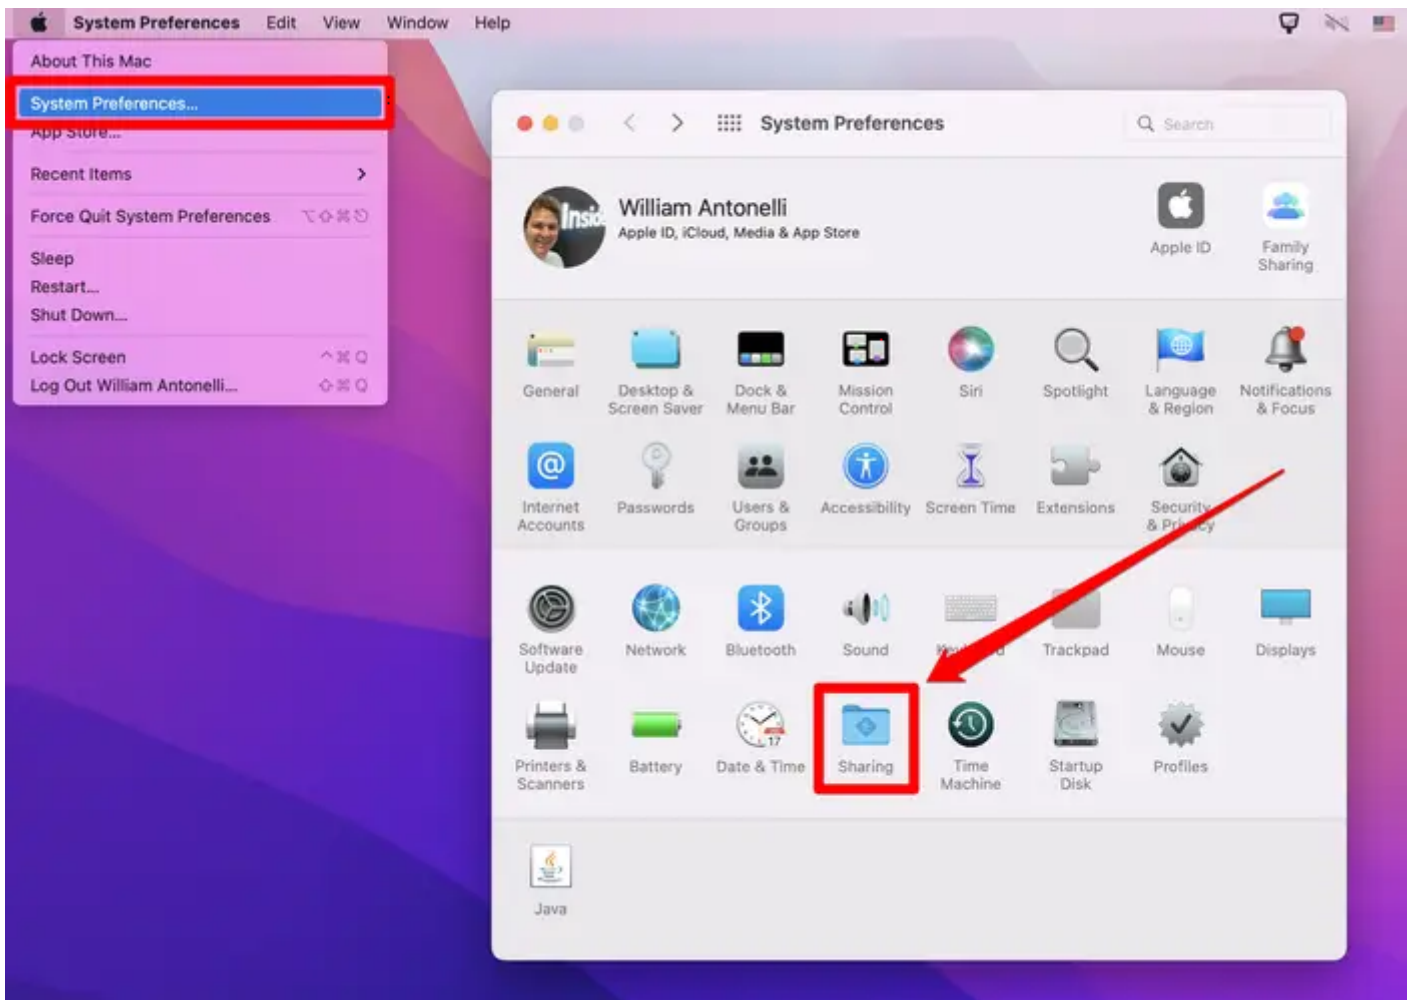 System Preferences Edit View Window Help
About This Mac
System Preferences...
App Store...
Recent Items
Force Quit System Preferences ⌥⇧⌘⎋
Sleep
Restart...
Shut Down...
Lock Screen ^⌘Q
Log Out William Antonelli... ⇧⌘Q
System Preferences
Search
Inside
William Antonelli
Apple ID, iCloud, Media & App Store
Apple ID
Family
Sharing
General
Desktop &
Screen Saver
Dock &
Menu Bar
Mission
Control
Siri
Spotlight
Language
& Region
Notifications
& Focus
Internet
Accounts
Passwords
Users &
Groups
Accessibility
Screen Time
Extensions
Security
& Privacy
Software
Update
Network
Bluetooth
Sound
Keyboard
Trackpad
Mouse
Displays
17
Printers &
Scanners
Battery
Date & Time
Sharing
Time
Machine
Startup
Disk
Profiles
Java